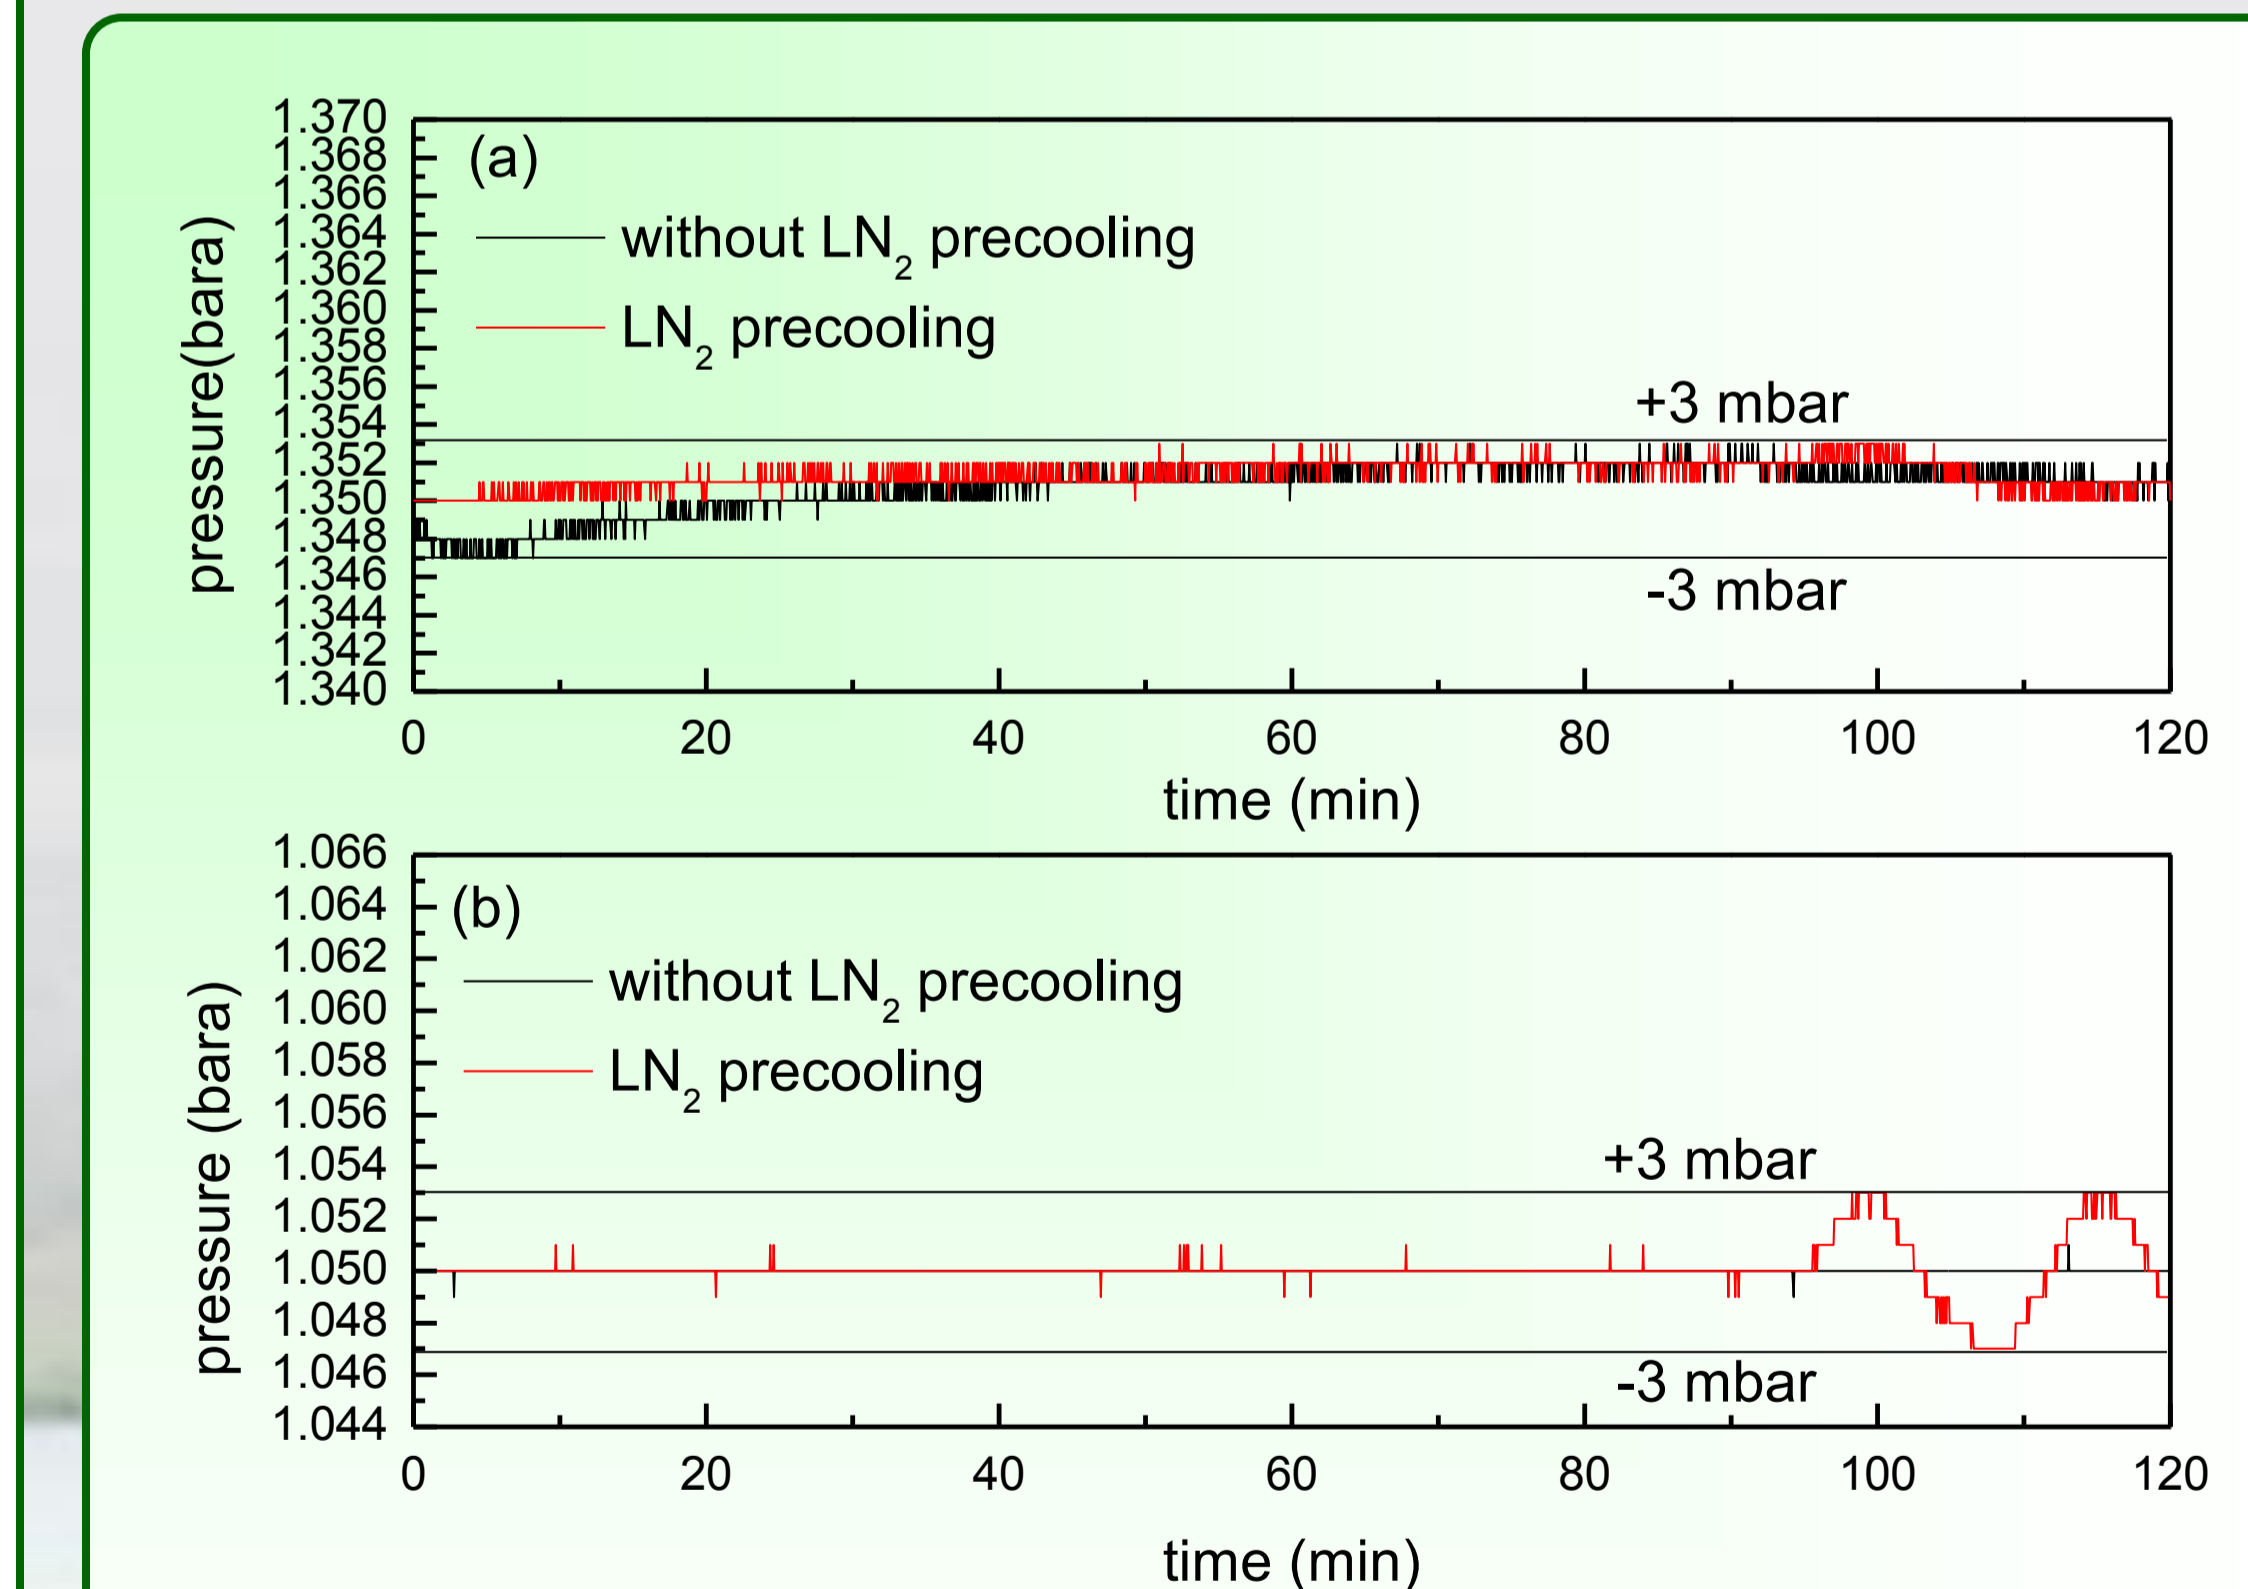 1.370
1.368
1.366
1.364
1.362
1.360
1.358
1.356
1.354
1.352
1.350
1.348
1.346
1.344
1.342
1.340
pressure(bara)
(a)
without LN₂ precooling
LN₂ precooling
+3 mbar
-3 mbar
0 20 40 60 80 100 120
time (min)
1.066
1.064
1.062
1.060
1.058
1.056
1.054
1.052
1.050
1.048
1.046
1.044
pressure (bara)
(b)
without LN₂ precooling
LN₂ precooling
+3 mbar
-3 mbar
0 20 40 60 80 100 120
time (min)